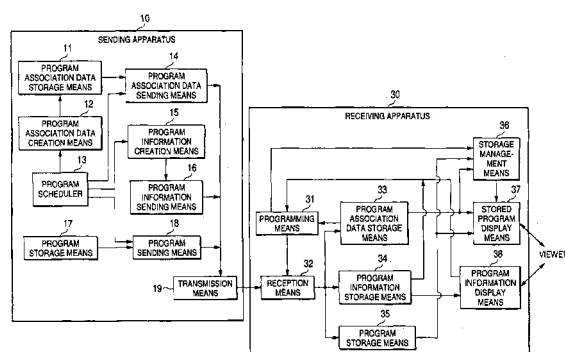 10
SENDING APPARATUS
11
PROGRAM
ASSOCIATION DATA
STORAGE MEANS
14
PROGRAM
ASSOCIATION DATA
SENDING MEANS
12
PROGRAM
ASSOCIATION DATA
CREATION MEANS
15
PROGRAM
INFORMATION
CREATION MEANS
13
PROGRAM
SCHEDULER
16
PROGRAM
INFORMATION
SENDING MEANS
17
PROGRAM
STORAGE MEANS
18
PROGRAM
SENDING MEANS
19
TRANSMISSION
MEANS
30
RECEIVING APPARATUS
36
STORAGE
MANAGE-
MENT MEANS
31
PROGRAMMING
MEANS
33
PROGRAM
ASSOCIATION
DATA STORAGE
MEANS
37
STORED
PROGRAM
DISPLAY
MEANS
32
RECEPTION
MEANS
34
PROGRAM
INFORMATION
STORAGE MEANS
38
PROGRAM
INFORMATION
DISPLAY
MEANS
VIEWER
35
PROGRAM
STORAGE MEANS